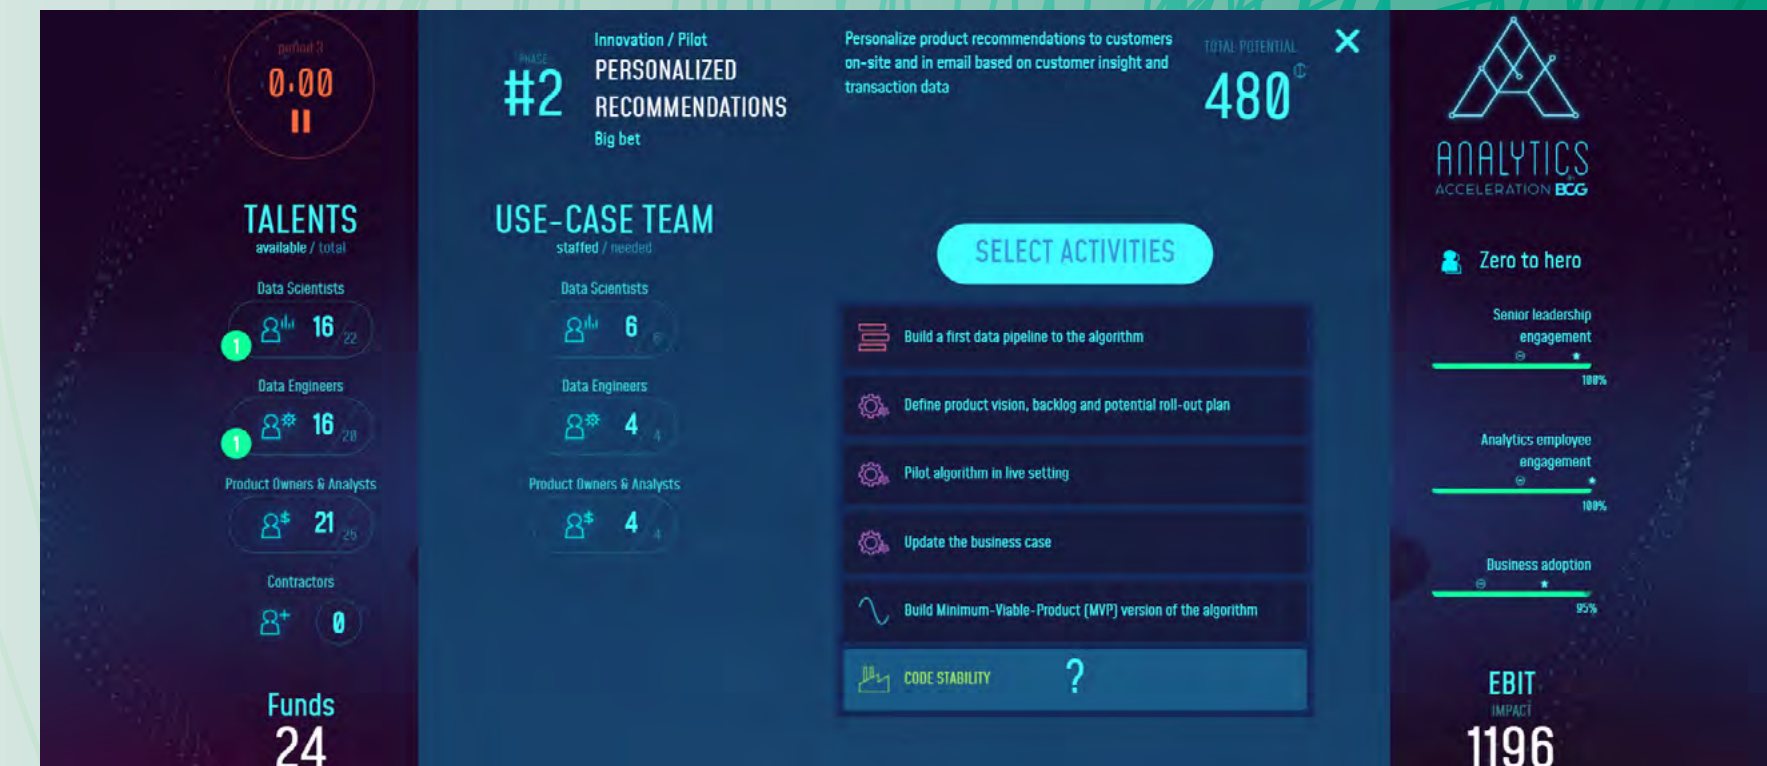 period 3
0:00
TALENTS
available / total
Data Scientists
1
16 / 22
Data Engineers
1
16 / 20
Product Owners & Analysts
21 / 25
Contractors
0
Funds
24
PHASE
#2
Innovation / Pilot
PERSONALIZED
RECOMMENDATIONS
Big bet
Personalize product recommendations to customers
on-site and in email based on customer insight and
transaction data
TOTAL POTENTIAL
480
USE-CASE TEAM
staffed / needed
Data Scientists
6 / 6
Data Engineers
4 / 4
Product Owners & Analysts
4 / 4
SELECT ACTIVITIES
Build a first data pipeline to the algorithm
Define product vision, backlog and potential roll-out plan
Pilot algorithm in live setting
Update the business case
Build Minimum-Viable-Product (MVP) version of the algorithm
CODE STABILITY ?
ANALYTICS
ACCELERATION BCG
Zero to hero
Senior leadership
engagement
100%
Analytics employee
engagement
100%
Business adoption
95%
EBIT
IMPACT
1196